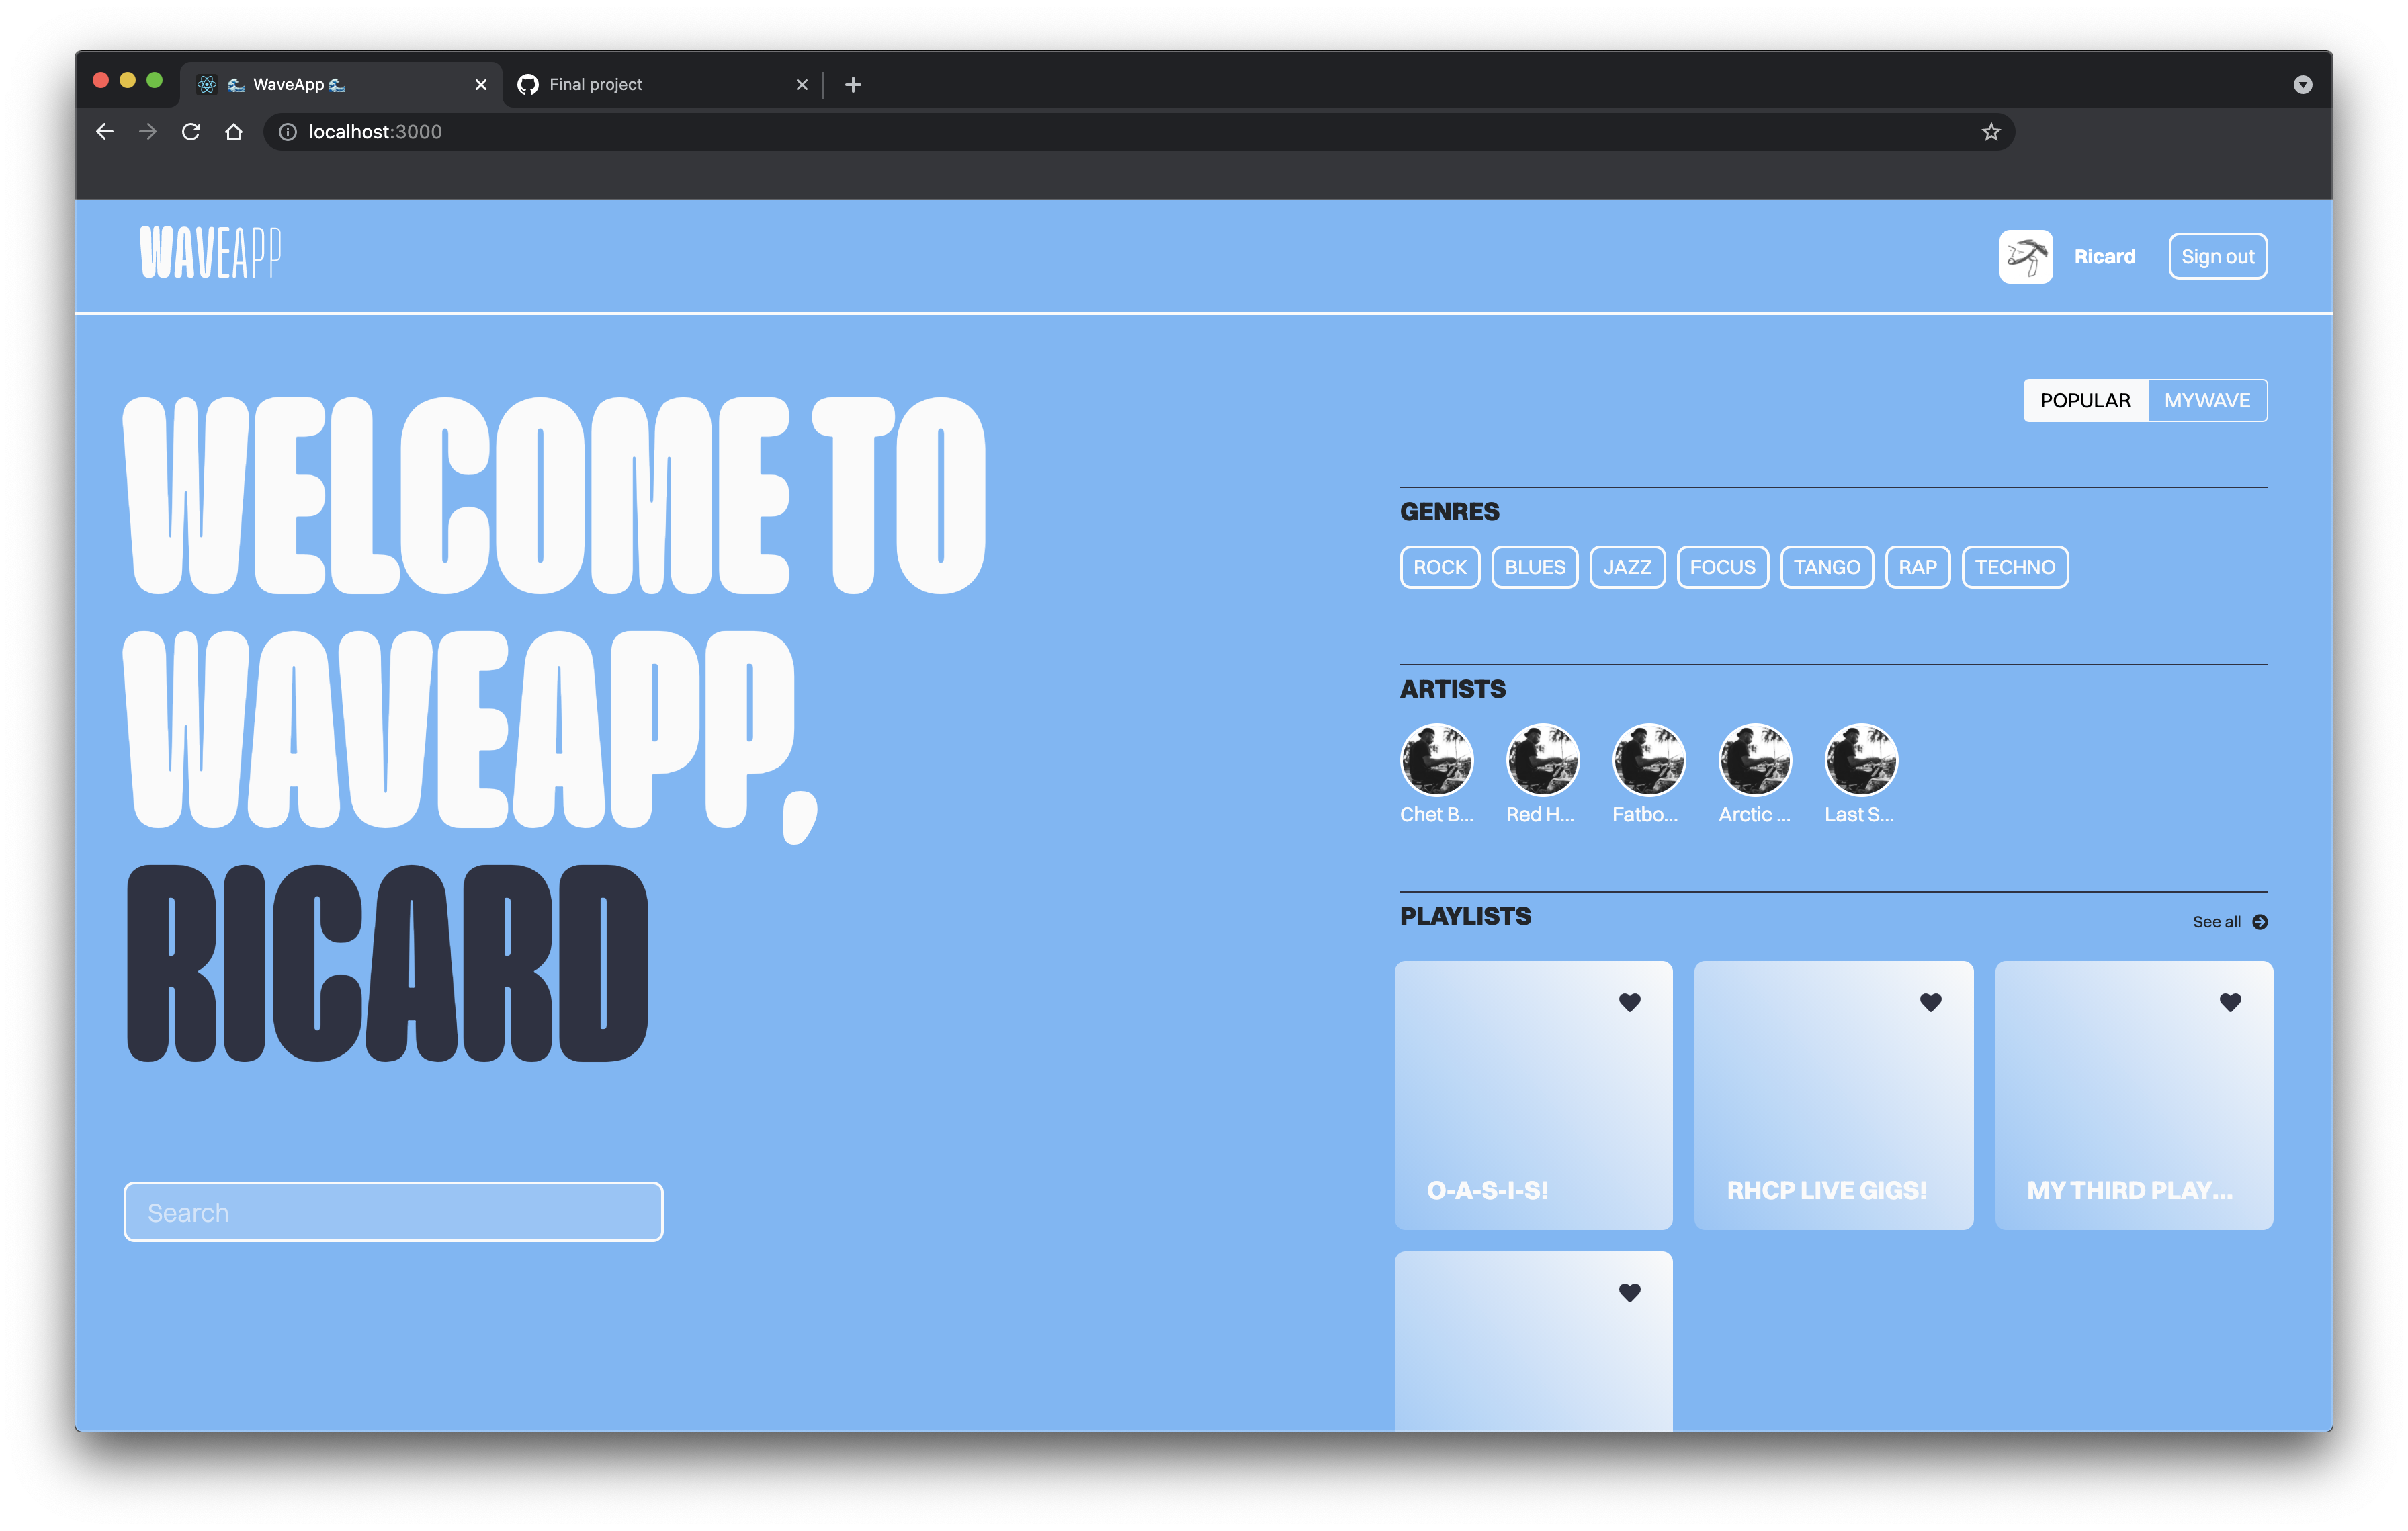 WaveApp
Final project
localhost:3000
WAVEAPP
Ricard
Sign out
WELCOME TO
WAVEAPP,
RICARD
Search
POPULAR
MYWAVE
GENRES
ROCK
BLUES
JAZZ
FOCUS
TANGO
RAP
TECHNO
ARTISTS
Chet B...
Red H...
Fatbo...
Arctic ...
Last S...
PLAYLISTS
See all
O-A-S-I-S!
RHCP LIVE GIGS!
MY THIRD PLAY...